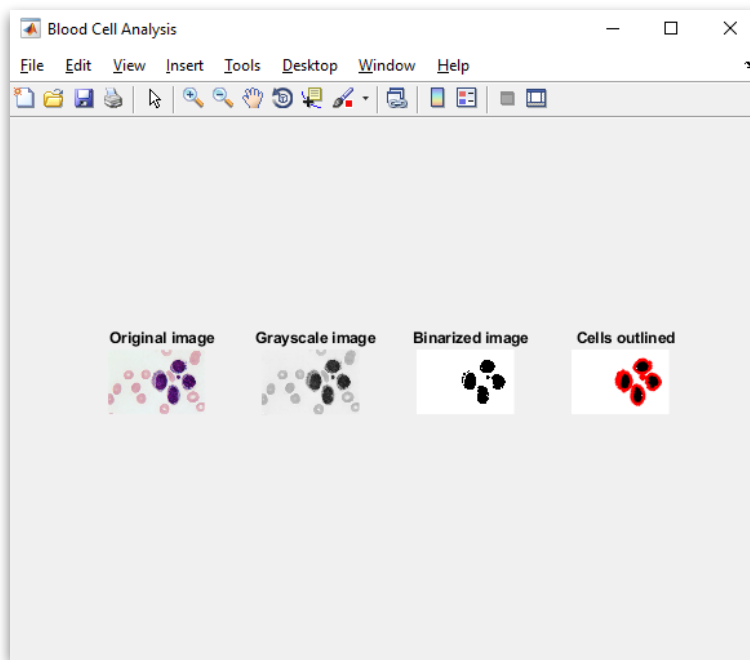 Blood Cell Analysis
File Edit View Insert Tools Desktop Window Help
Original image Grayscale image Binarized image Cells outlined